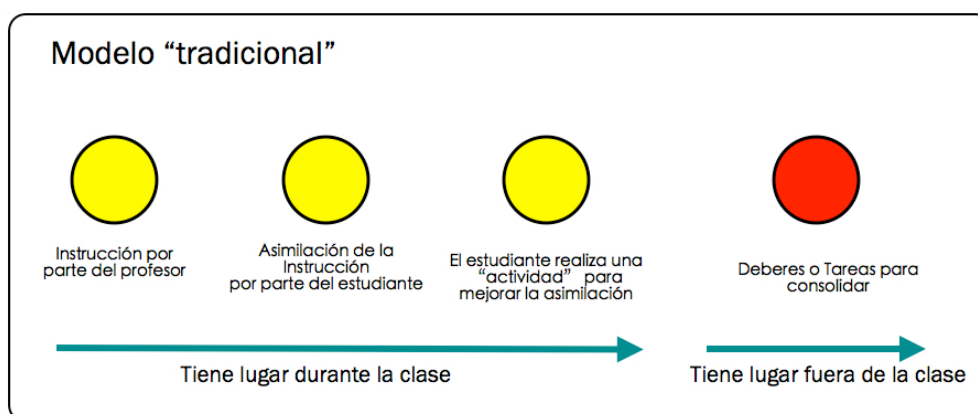 Modelo “tradicional”
Instrucción por
parte del profesor
Asimilación de la
Instrucción
por parte del estudiante
El estudiante realiza una
“actividad” para
mejorar la asimilación
Deberes o Tareas para
consolidar
Tiene lugar durante la clase
Tiene lugar fuera de la clase